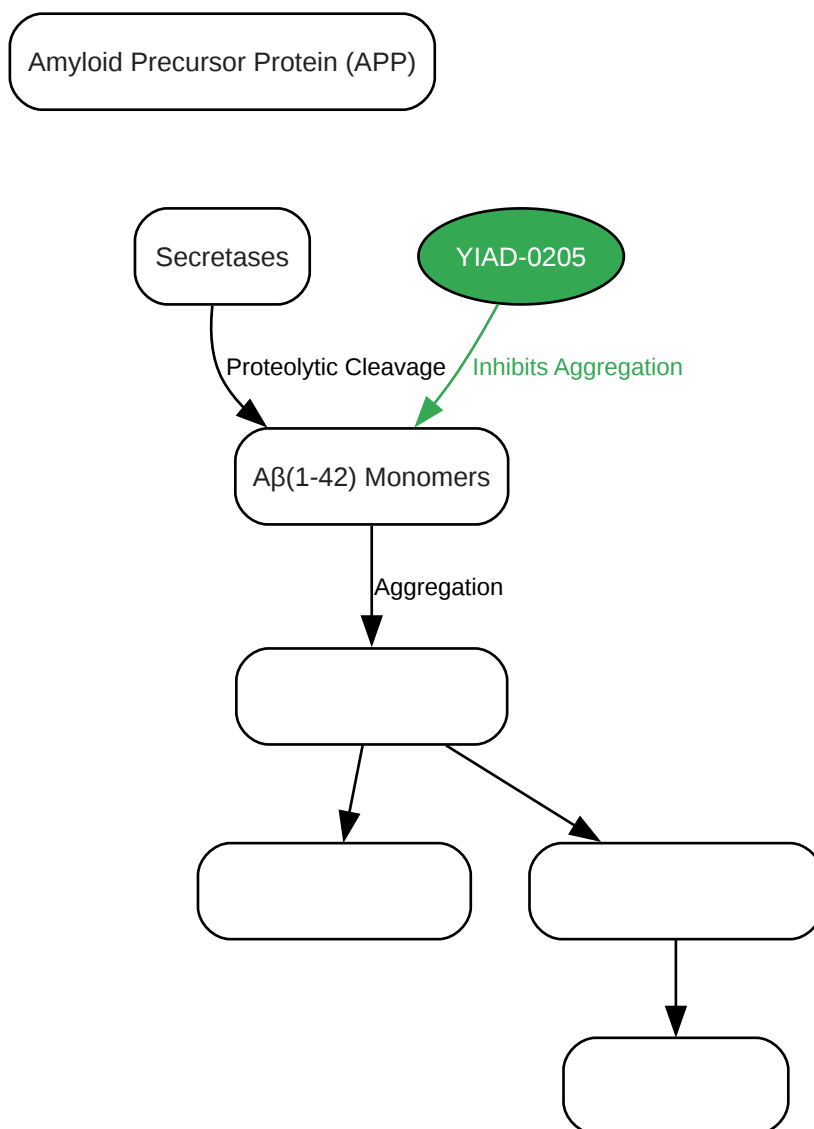 Amyloid Precursor Protein (APP)
Secretases
YIAD-0205
Proteolytic Cleavage
Inhibits Aggregation
Aβ(1-42) Monomers
Aggregation